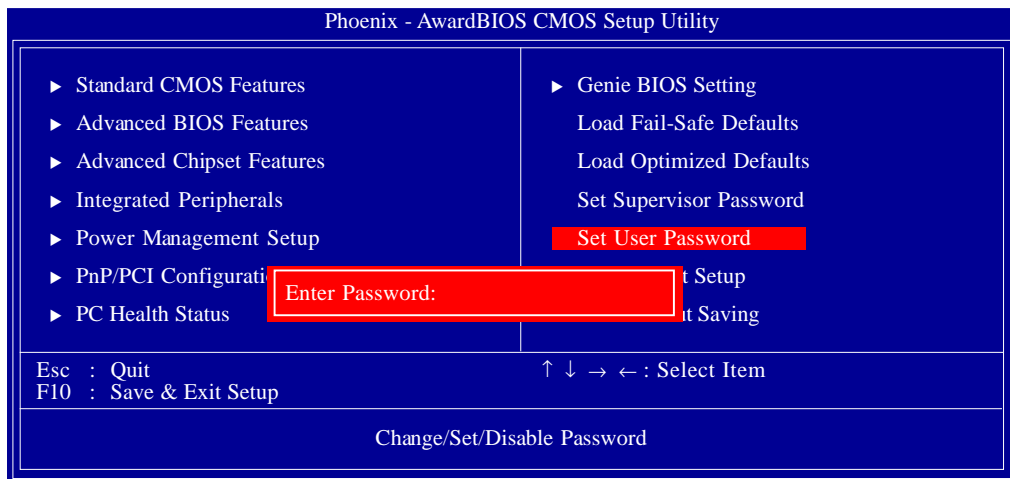 Phoenix - AwardBIOS CMOS Setup Utility
► Standard CMOS Features
► Advanced BIOS Features
► Advanced Chipset Features
► Integrated Peripherals
► Power Management Setup
► PnP/PCI Configurati
► PC Health Status
► Genie BIOS Setting
Load Fail-Safe Defaults
Load Optimized Defaults
Set Supervisor Password
Set User Password
t Setup
t Saving
Enter Password:
Esc : Quit
F10 : Save & Exit Setup
↑ ↓ → ← : Select Item
Change/Set/Disable Password